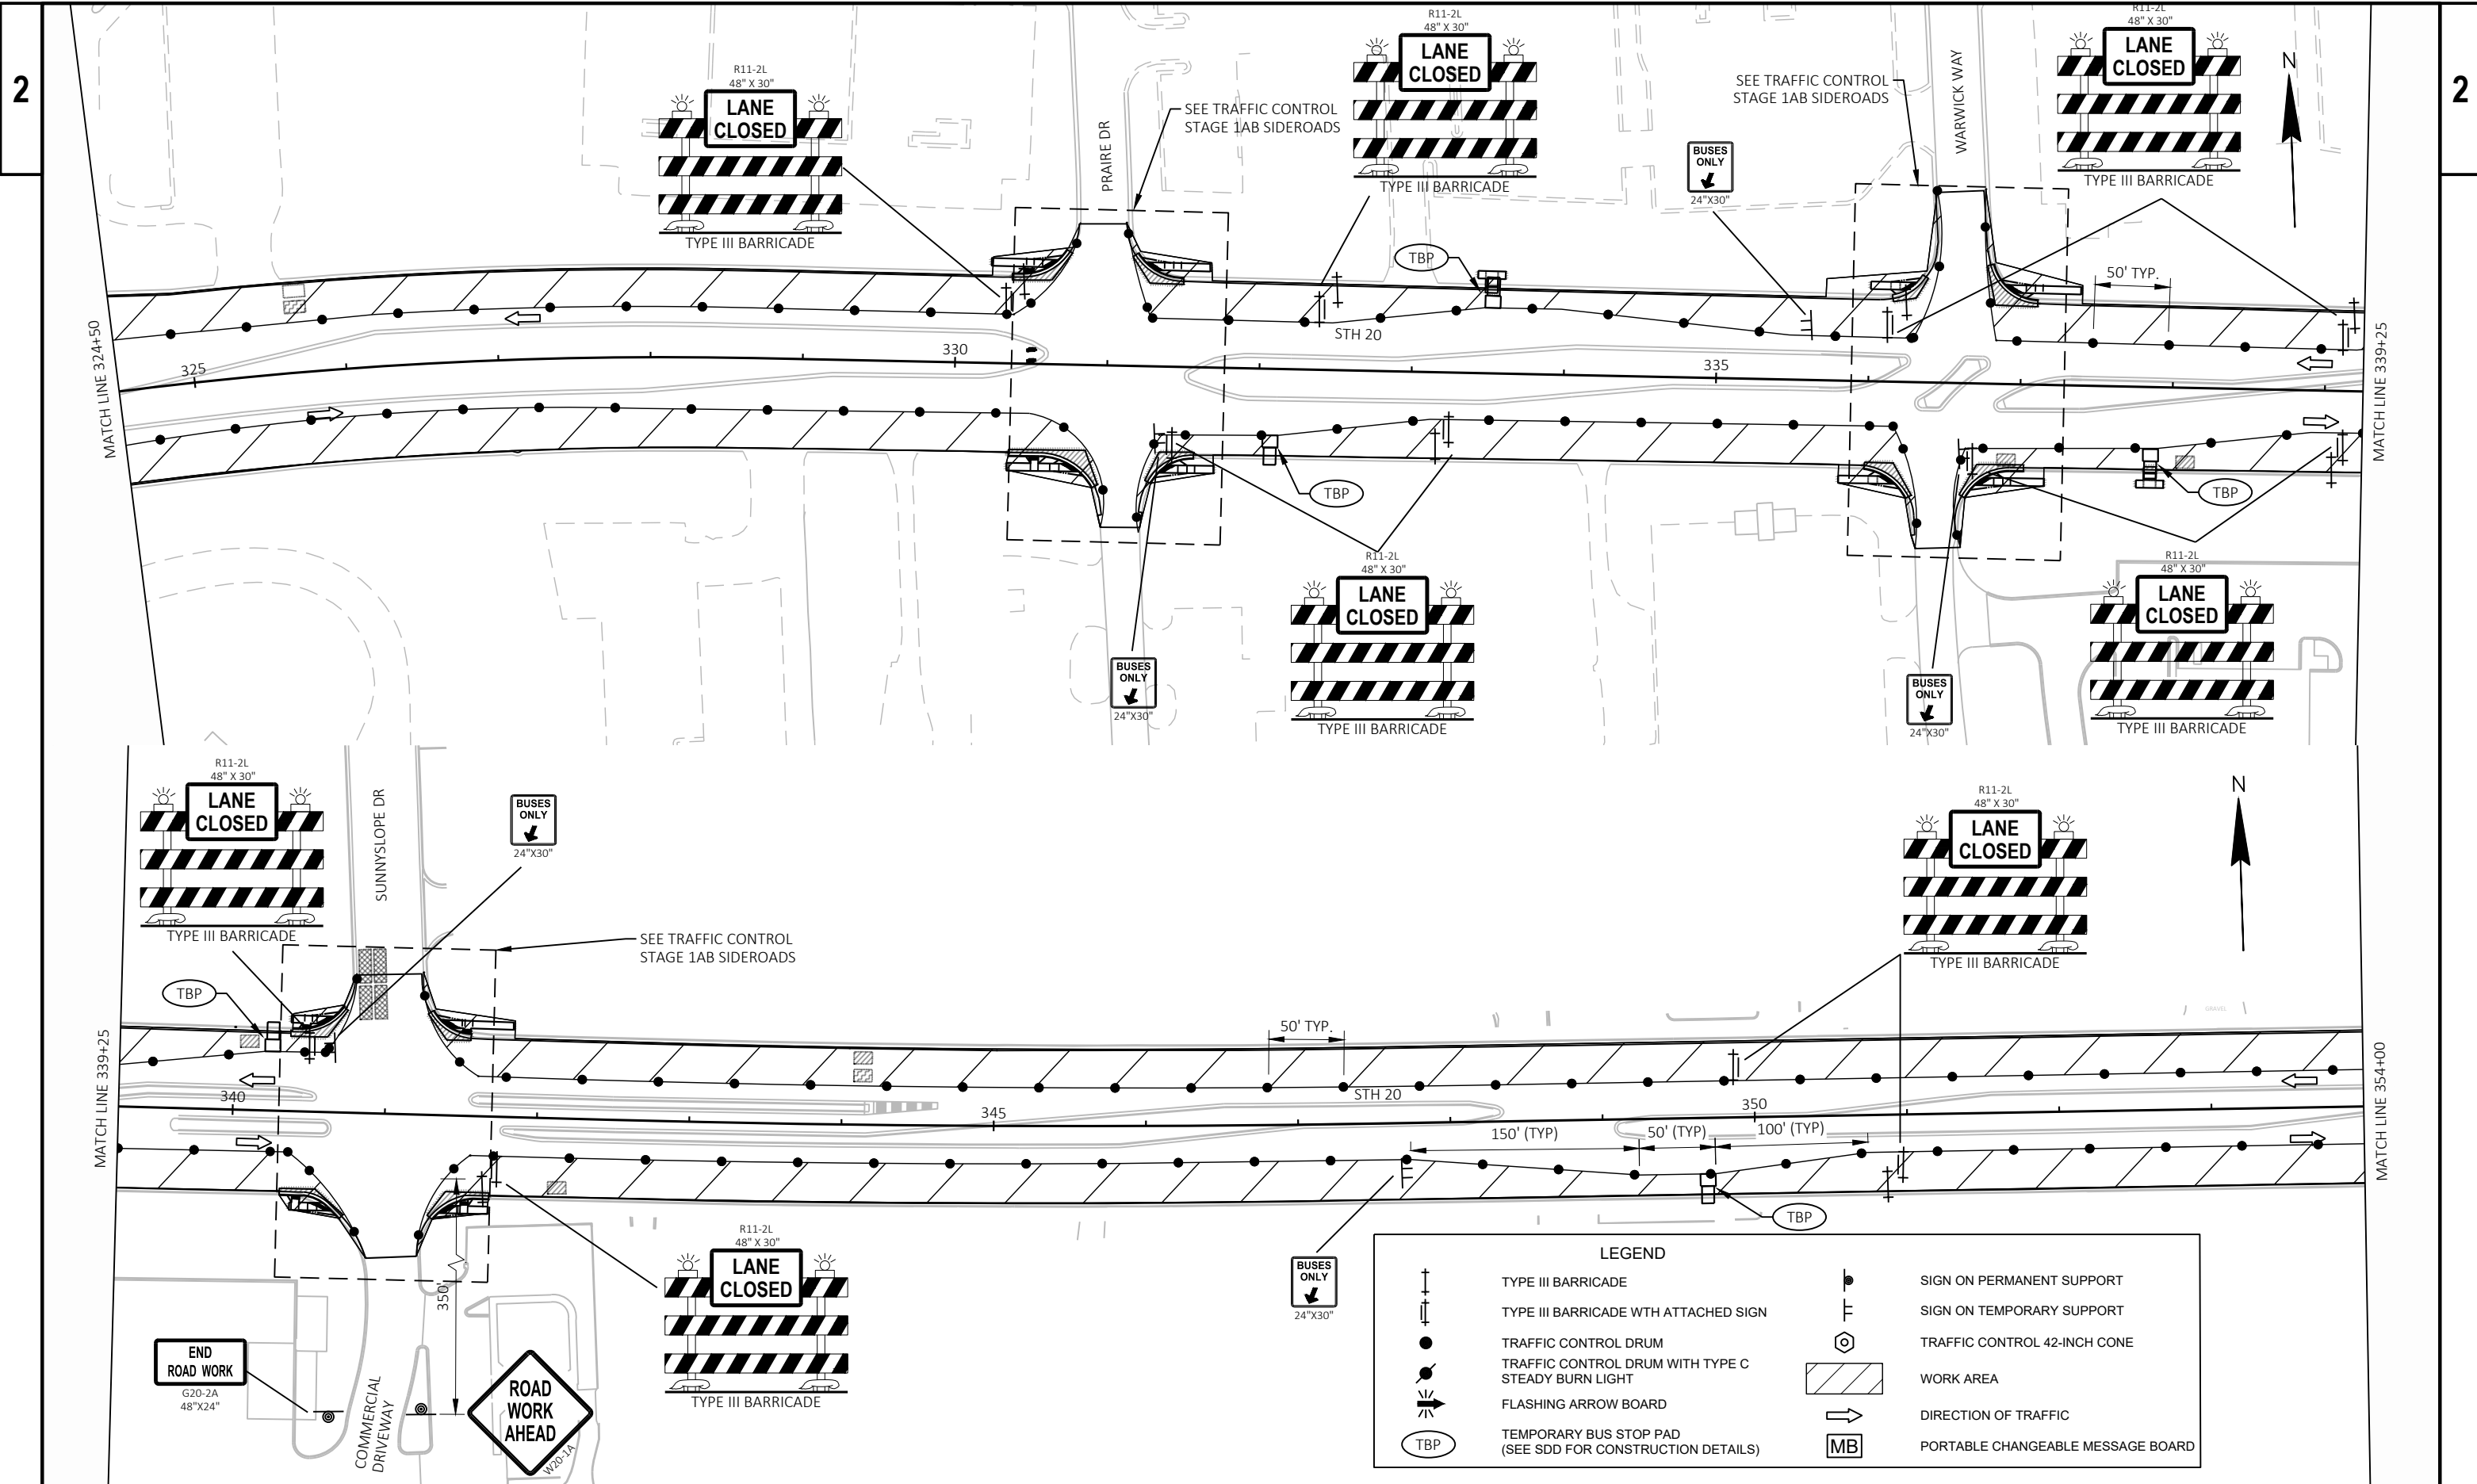 2
2
R11-2L
48" X 30"
LANE
CLOSED
TYPE III BARRICADE
SEE TRAFFIC CONTROL
STAGE 1AB SIDEROADS
PRAIRE DR
R11-2L
48" X 30"
LANE
CLOSED
TYPE III BARRICADE
BUSES
ONLY
24"X30"
SEE TRAFFIC CONTROL
STAGE 1AB SIDEROADS
WARWICK WAY
R11-2L
48" X 30"
LANE
CLOSED
TYPE III BARRICADE
N
TBP
50' TYP.
STH 20
MATCH LINE 324+50
325
330
335
MATCH LINE 339+25
TBP
TBP
BUSES
ONLY
24"X30"
R11-2L
48" X 30"
LANE
CLOSED
TYPE III BARRICADE
BUSES
ONLY
24"X30"
R11-2L
48" X 30"
LANE
CLOSED
TYPE III BARRICADE
R11-2L
48" X 30"
LANE
CLOSED
TYPE III BARRICADE
SUNNYSLOPE DR
BUSES
ONLY
24"X30"
SEE TRAFFIC CONTROL
STAGE 1AB SIDEROADS
R11-2L
48" X 30"
LANE
CLOSED
TYPE III BARRICADE
N
TBP
GRAVEL
50' TYP.
STH 20
MATCH LINE 339+25
340
345
350
MATCH LINE 354+00
150' (TYP)
50' (TYP)
100' (TYP)
TBP
350'
R11-2L
48" X 30"
LANE
CLOSED
TYPE III BARRICADE
BUSES
ONLY
24"X30"
END
ROAD WORK
G20-2A
48"X24"
COMMERCIAL
DRIVEWAY
ROAD
WORK
AHEAD
W20-1A
LEGEND
TYPE III BARRICADE
TYPE III BARRICADE WTH ATTACHED SIGN
TRAFFIC CONTROL DRUM
TRAFFIC CONTROL DRUM WITH TYPE C
STEADY BURN LIGHT
FLASHING ARROW BOARD
TBP
TEMPORARY BUS STOP PAD
(SEE SDD FOR CONSTRUCTION DETAILS)
SIGN ON PERMANENT SUPPORT
SIGN ON TEMPORARY SUPPORT
TRAFFIC CONTROL 42-INCH CONE
WORK AREA
DIRECTION OF TRAFFIC
MB
PORTABLE CHANGEABLE MESSAGE BOARD